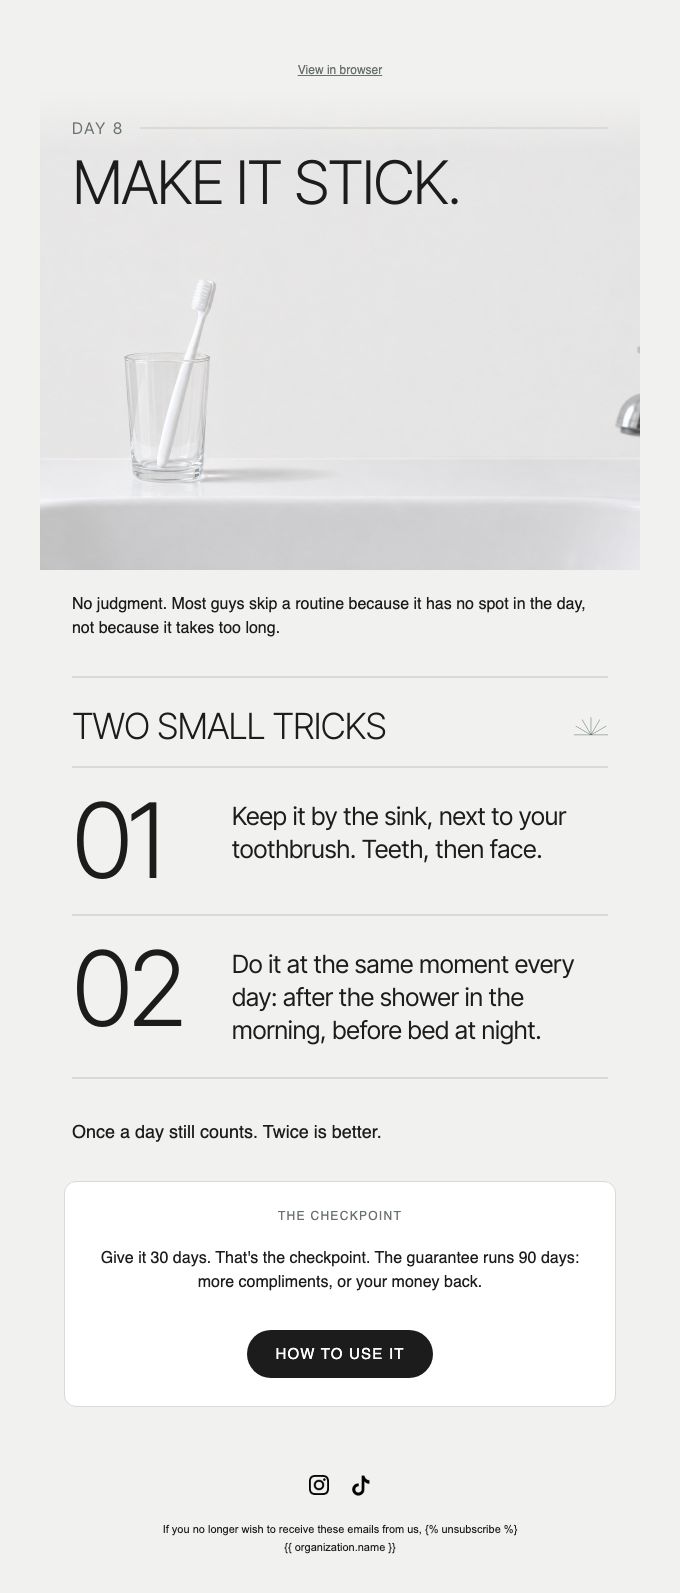 View in browser
DAY 8
MAKE IT STICK.
No judgment. Most guys skip a routine because it has no spot in the day,
not because it takes too long.
TWO SMALL TRICKS
01
Keep it by the sink, next to your
toothbrush. Teeth, then face.
02
Do it at the same moment every
day: after the shower in the
morning, before bed at night.
Once a day still counts. Twice is better.
THE CHECKPOINT
Give it 30 days. That's the checkpoint. The guarantee runs 90 days:
more compliments, or your money back.
HOW TO USE IT
If you no longer wish to receive these emails from us, {% unsubscribe %}
{{ organization.name }}